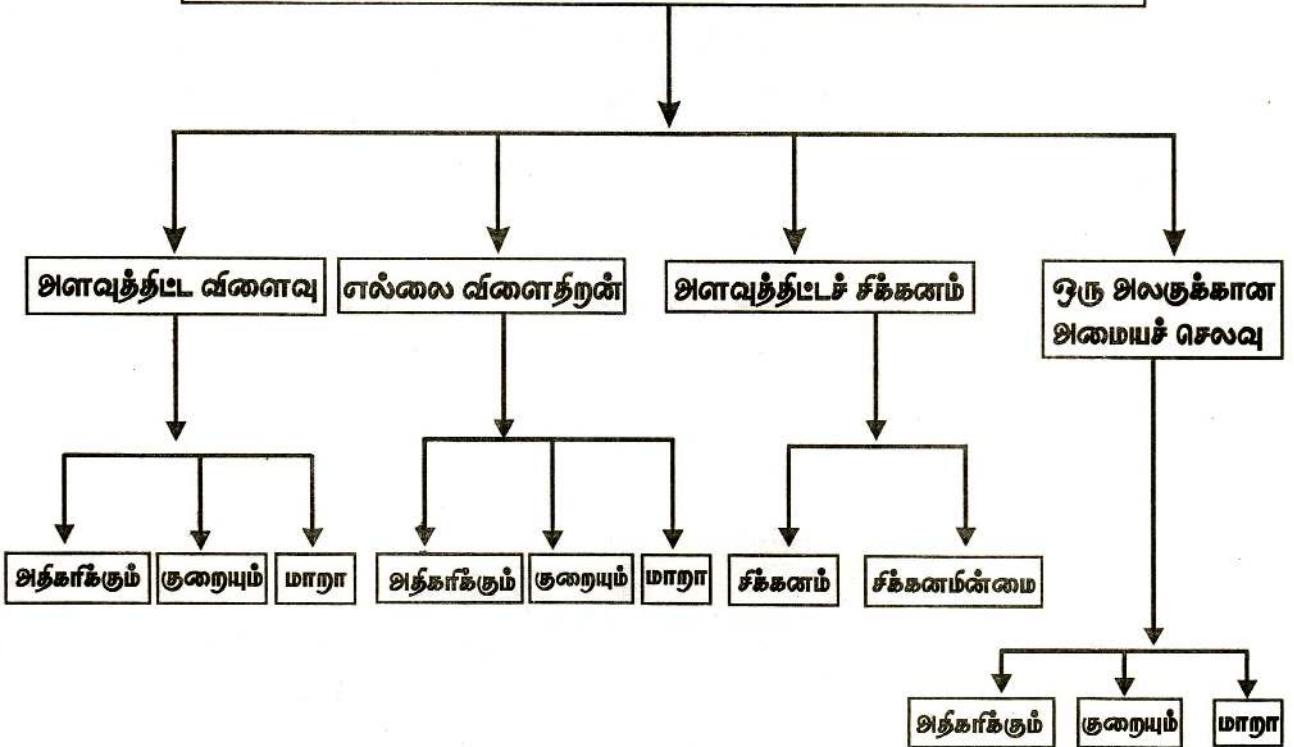 அளவுத்திட்ட விளைவு
எல்லை விளைதிறன்
அளவுத்திட்டச் சிக்கனம்
ஒரு அலகுக்கான
அமையச் செலவு
அதிகரிக்கும்
குறையும்
மாறா
அதிகரிக்கும்
குறையும்
மாறா
சிக்கனம்
சிக்கனமின்மை
அதிகரிக்கும்
குறையும்
மாறா